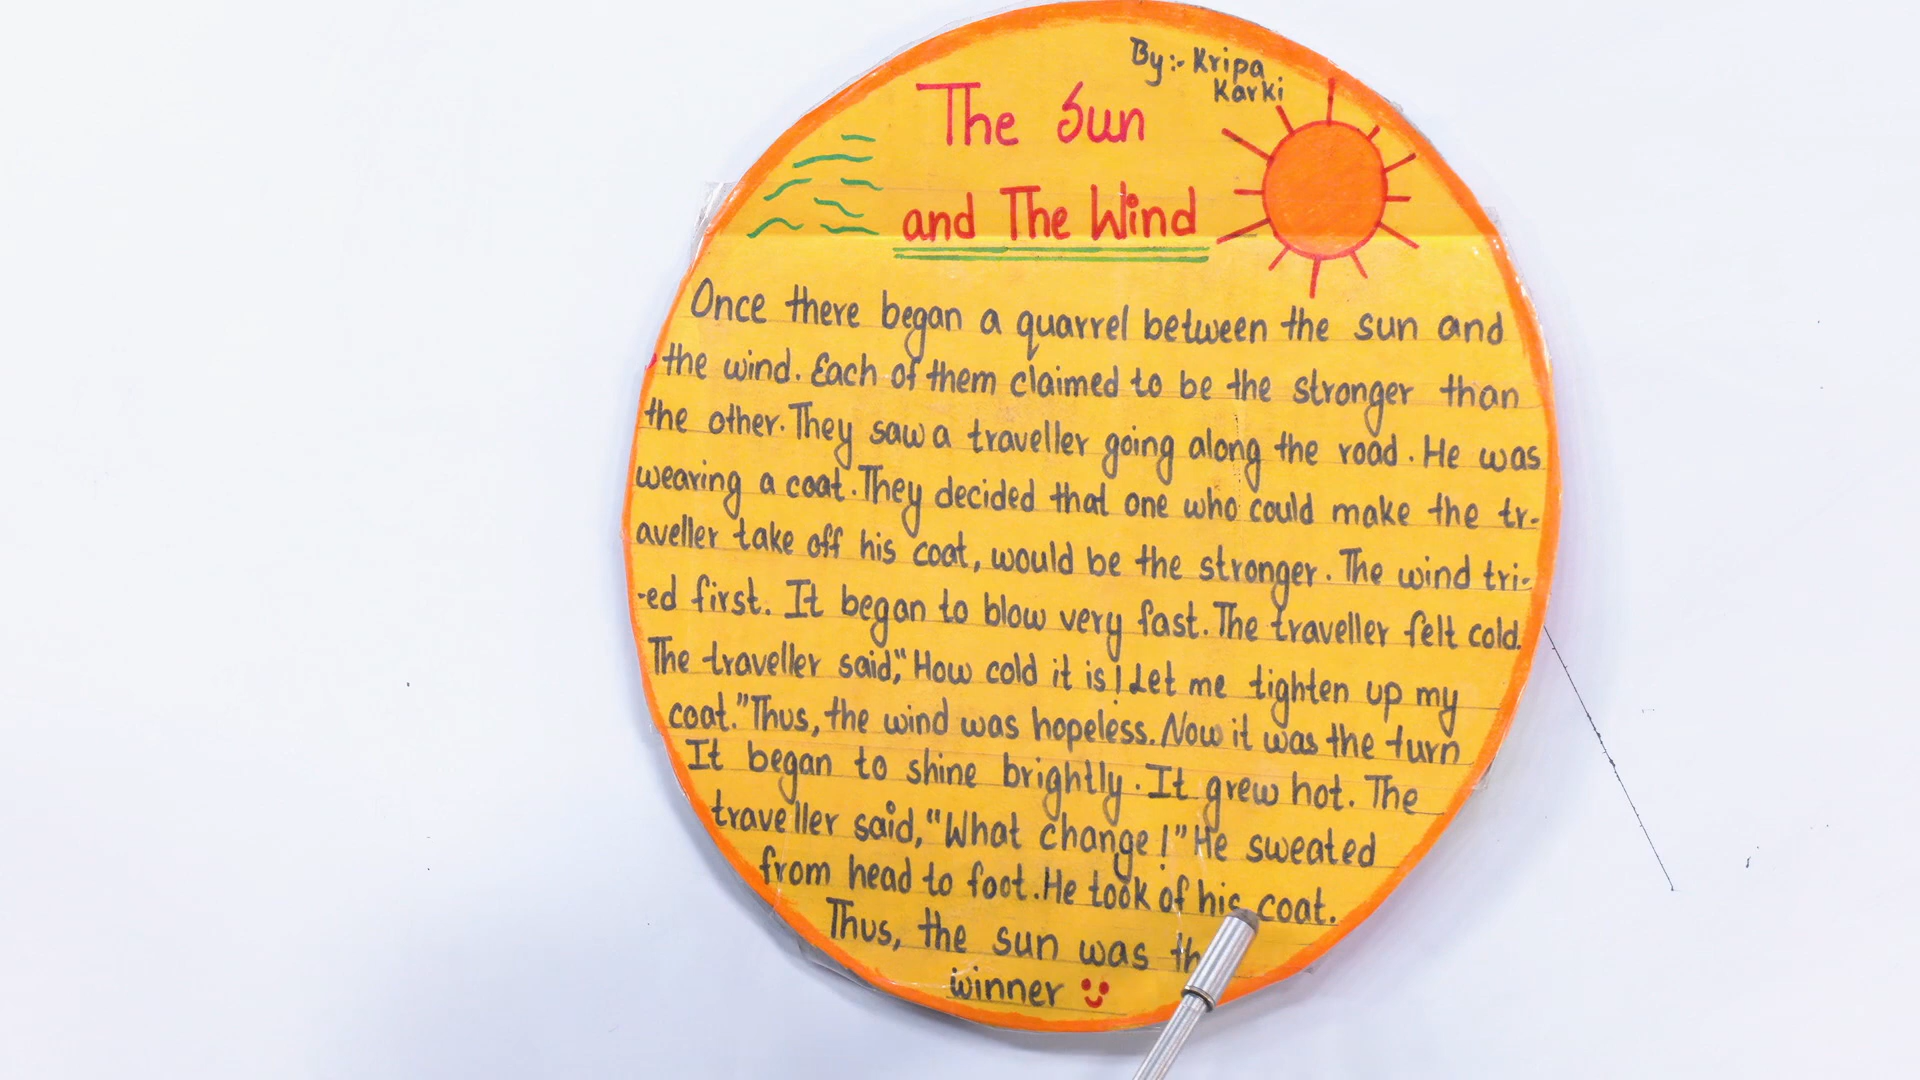 By:- Kripa
Karki
The Sun
and The Wind
Once there began a quarrel between the sun and
the wind. Each of them claimed to be the stronger than
the other. They saw a traveller going along the road. He was
wearing a coat. They decided that one who could make the tr-
aveller take off his coat, would be the stronger. The wind tri-
-ed first. It began to blow very fast. The traveller felt cold.
The traveller said,"How cold it is! Let me tighten up my
coat." Thus, the wind was hopeless. Now it was the turn
It began to shine brightly. It grew hot. The
traveller said, "What change!" He sweated
from head to foot. He took of his coat.
Thus, the sun was
winner